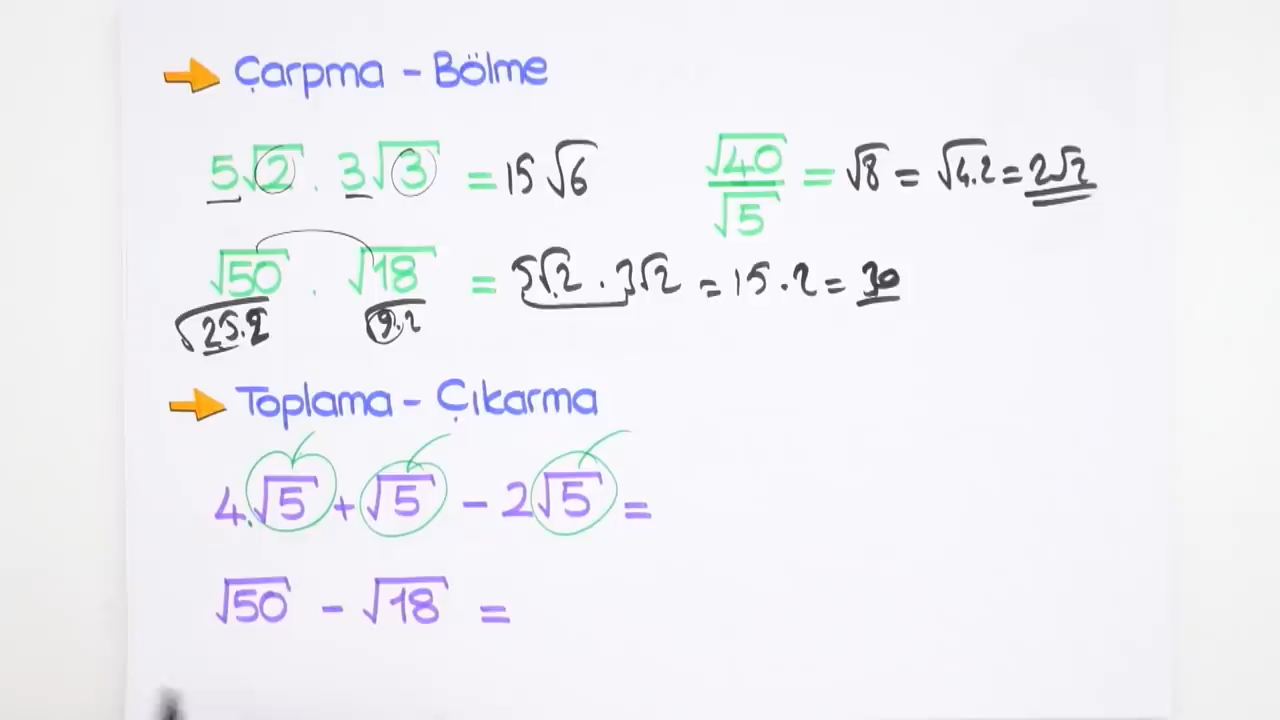 Çarpma - Bölme
5√2 . 3√3 = 15√6
√40/√5 = √8 = √4.2 = 2√2
√50 . √18 = 5√2 . 3√2 = 15.2 = 30
√25.2 √9.2
Toplama - Çıkarma
4.√5 + √5 - 2√5 =
√50 - √18 =